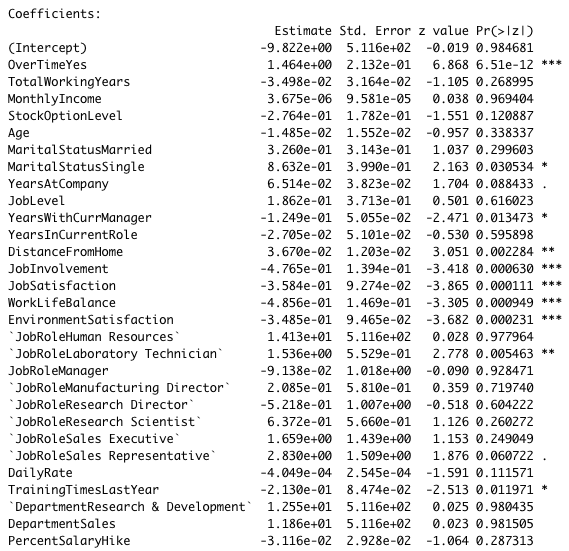 Coefficients:
Estimate Std. Error z value Pr(>|z|)
(Intercept) -9.822e+00 5.116e+02 -0.019 0.984681
OverTimeYes 1.464e+00 2.132e-01 6.868 6.51e-12 ***
TotalWorkingYears -3.498e-02 3.164e-02 -1.105 0.268995
MonthlyIncome 3.675e-06 9.581e-05 0.038 0.969404
StockOptionLevel -2.764e-01 1.782e-01 -1.551 0.120887
Age -1.485e-02 1.552e-02 -0.957 0.338337
MaritalStatusMarried 3.260e-01 3.143e-01 1.037 0.299603
MaritalStatusSingle 8.632e-01 3.990e-01 2.163 0.030534 *
YearsAtCompany 6.514e-02 3.823e-02 1.704 0.088433 .
JobLevel 1.862e-01 3.713e-01 0.501 0.616023
YearsWithCurrManager -1.249e-01 5.055e-02 -2.471 0.013473 *
YearsInCurrentRole -2.705e-02 5.101e-02 -0.530 0.595898
DistanceFromHome 3.670e-02 1.203e-02 3.051 0.002284 **
JobInvolvement -4.765e-01 1.394e-01 -3.418 0.000630 ***
JobSatisfaction -3.584e-01 9.274e-02 -3.865 0.000111 ***
WorkLifeBalance -4.856e-01 1.469e-01 -3.305 0.000949 ***
EnvironmentSatisfaction -3.485e-01 9.465e-02 -3.682 0.000231 ***
`JobRoleHuman Resources` 1.413e+01 5.116e+02 0.028 0.977964
`JobRoleLaboratory Technician` 1.536e+00 5.529e-01 2.778 0.005463 **
JobRoleManager -9.138e-02 1.018e+00 -0.090 0.928471
`JobRoleManufacturing Director` 2.085e-01 5.810e-01 0.359 0.719740
`JobRoleResearch Director` -5.218e-01 1.007e+00 -0.518 0.604222
`JobRoleResearch Scientist` 6.372e-01 5.660e-01 1.126 0.260272
`JobRoleSales Executive` 1.659e+00 1.439e+00 1.153 0.249049
`JobRoleSales Representative` 2.830e+00 1.509e+00 1.876 0.060722 .
DailyRate -4.049e-04 2.545e-04 -1.591 0.111571
TrainingTimesLastYear -2.130e-01 8.474e-02 -2.513 0.011971 *
`DepartmentResearch & Development` 1.255e+01 5.116e+02 0.025 0.980435
DepartmentSales 1.186e+01 5.116e+02 0.023 0.981505
PercentSalaryHike -3.116e-02 2.928e-02 -1.064 0.287313